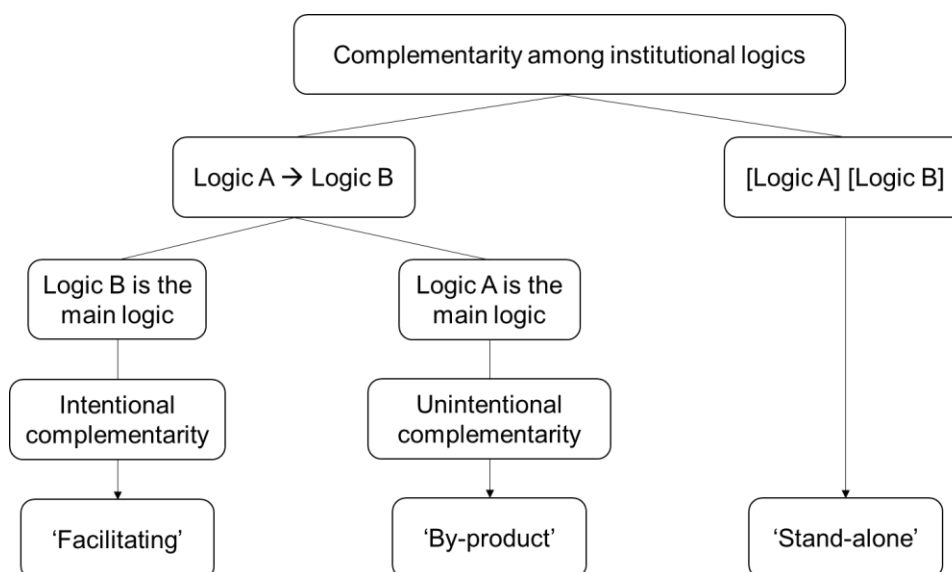 Complementarity among institutional logics
Logic A → Logic B
[Logic A] [Logic B]
Logic B is the
main logic
Logic A is the
main logic
Intentional
complementarity
Unintentional
complementarity
‘Facilitating’
‘By-product’
‘Stand-alone’